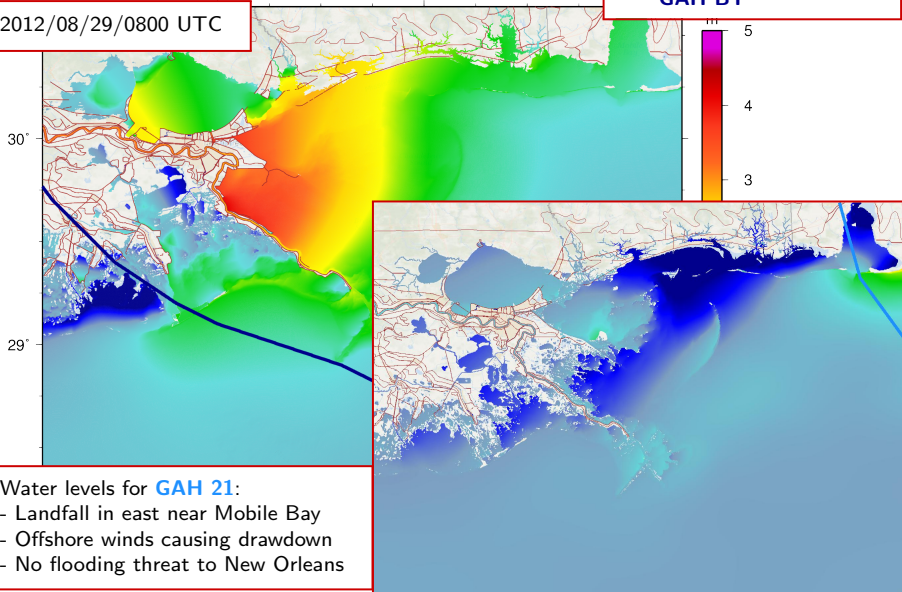 2012/08/29/0800 UTC
m
5
4
3
30°
29°
Water levels for GAH 21:
- Landfall in east near Mobile Bay
- Offshore winds causing drawdown
- No flooding threat to New Orleans